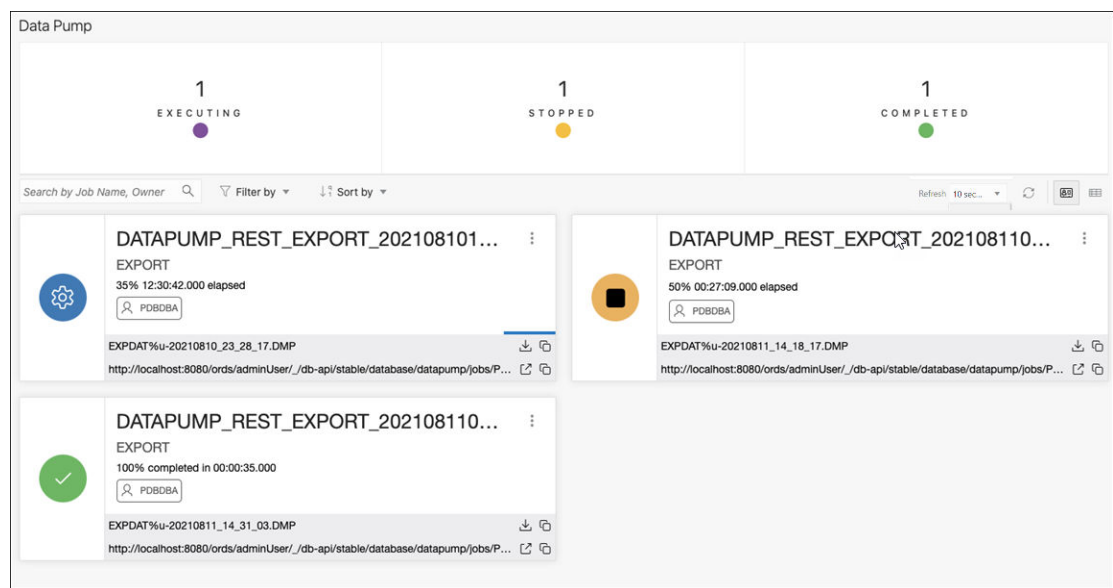 Data Pump
1
EXECUTING
1
STOPPED
1
COMPLETED
Search by Job Name, Owner
Filter by
Sort by
Refresh 10 sec...
DATAPUMP_REST_EXPORT_202108101...
EXPORT
35% 12:30:42.000 elapsed
PDBDBA
EXPDAT%u-20210810_23_28_17.DMP
http://localhost:8080/ords/adminUser/_/db-api/stable/database/datapump/jobs/P...
DATAPUMP_REST_EXPORT_202108110...
EXPORT
50% 00:27:09.000 elapsed
PDBDBA
EXPDAT%u-20210811_14_18_17.DMP
http://localhost:8080/ords/adminUser/_/db-api/stable/database/datapump/jobs/P...
DATAPUMP_REST_EXPORT_202108110...
EXPORT
100% completed in 00:00:35.000
PDBDBA
EXPDAT%u-20210811_14_31_03.DMP
http://localhost:8080/ords/adminUser/_/db-api/stable/database/datapump/jobs/P...